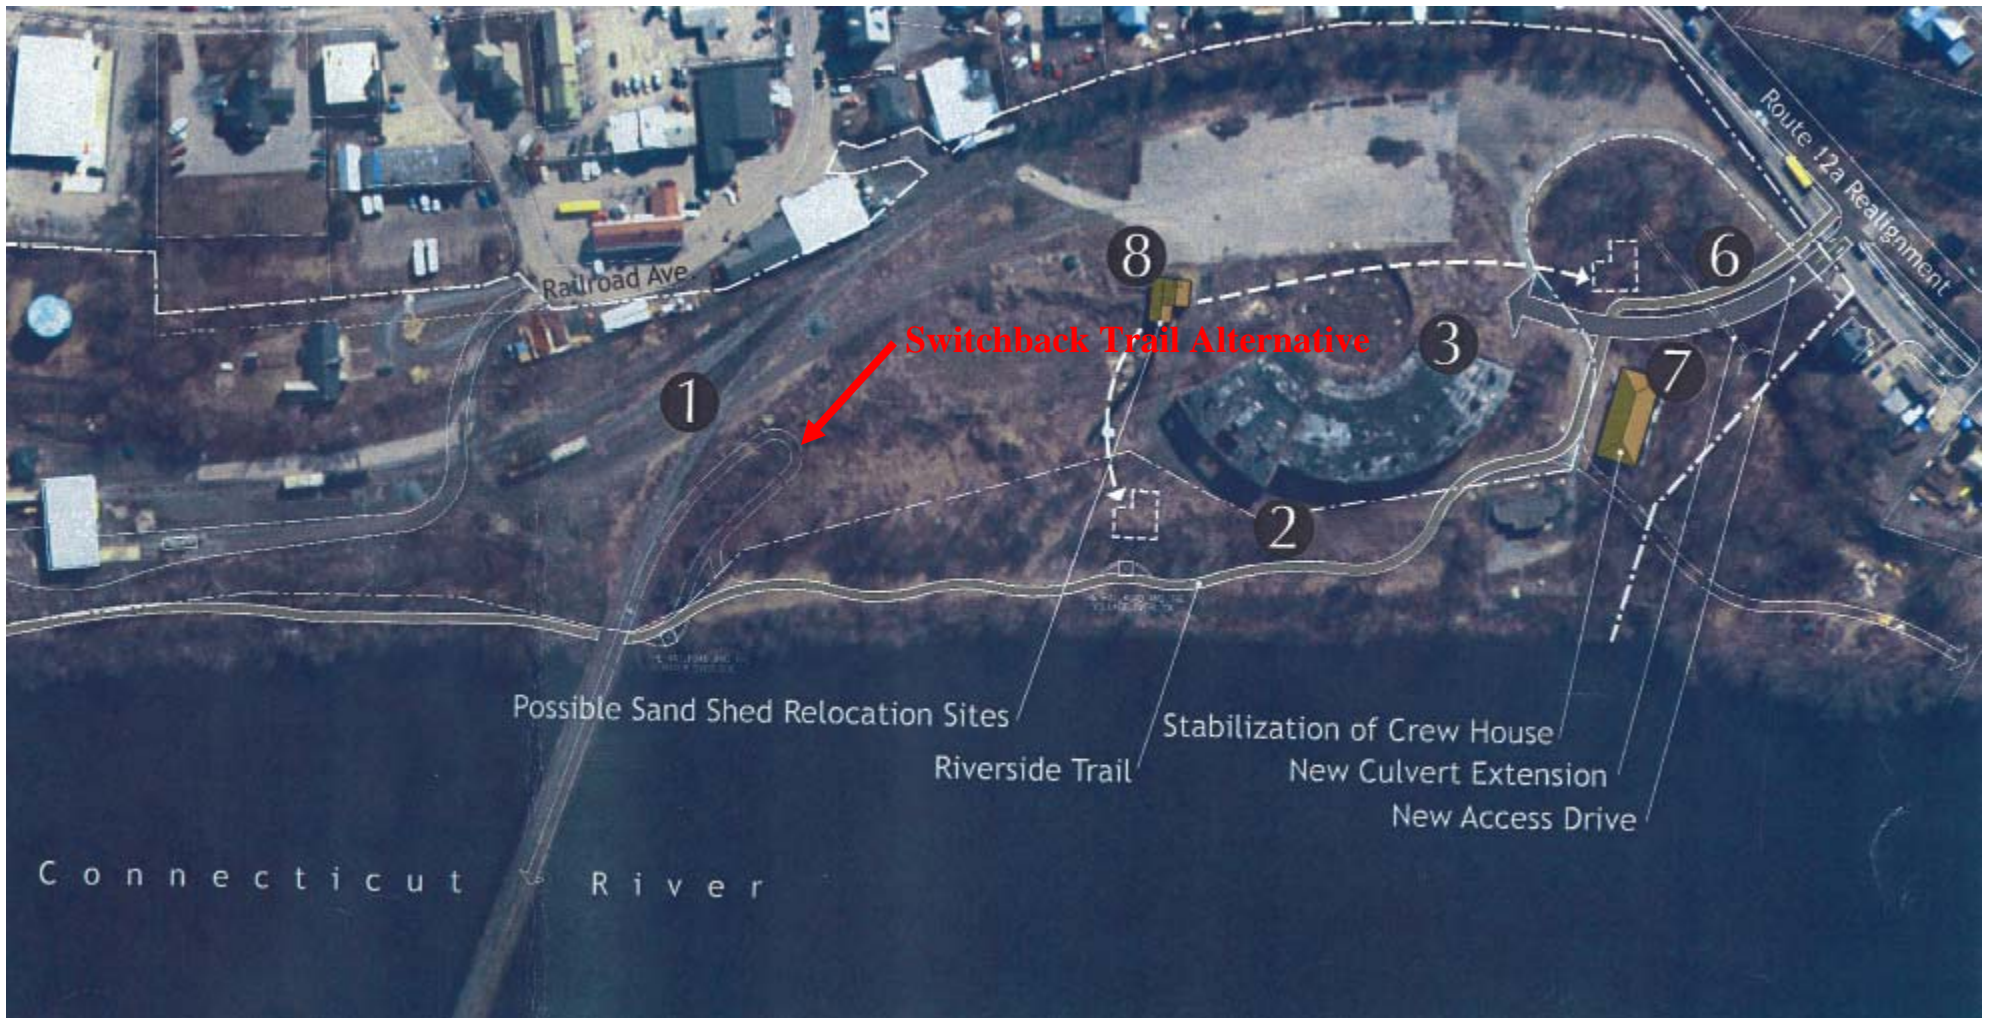 Route 12a Realignment
Railroad Ave.
8
6
Switchback Trail Alternative
3
7
1
2
Possible Sand Shed Relocation Sites
Stabilization of Crew House
Riverside Trail
New Culvert Extension
New Access Drive
Connecticut River